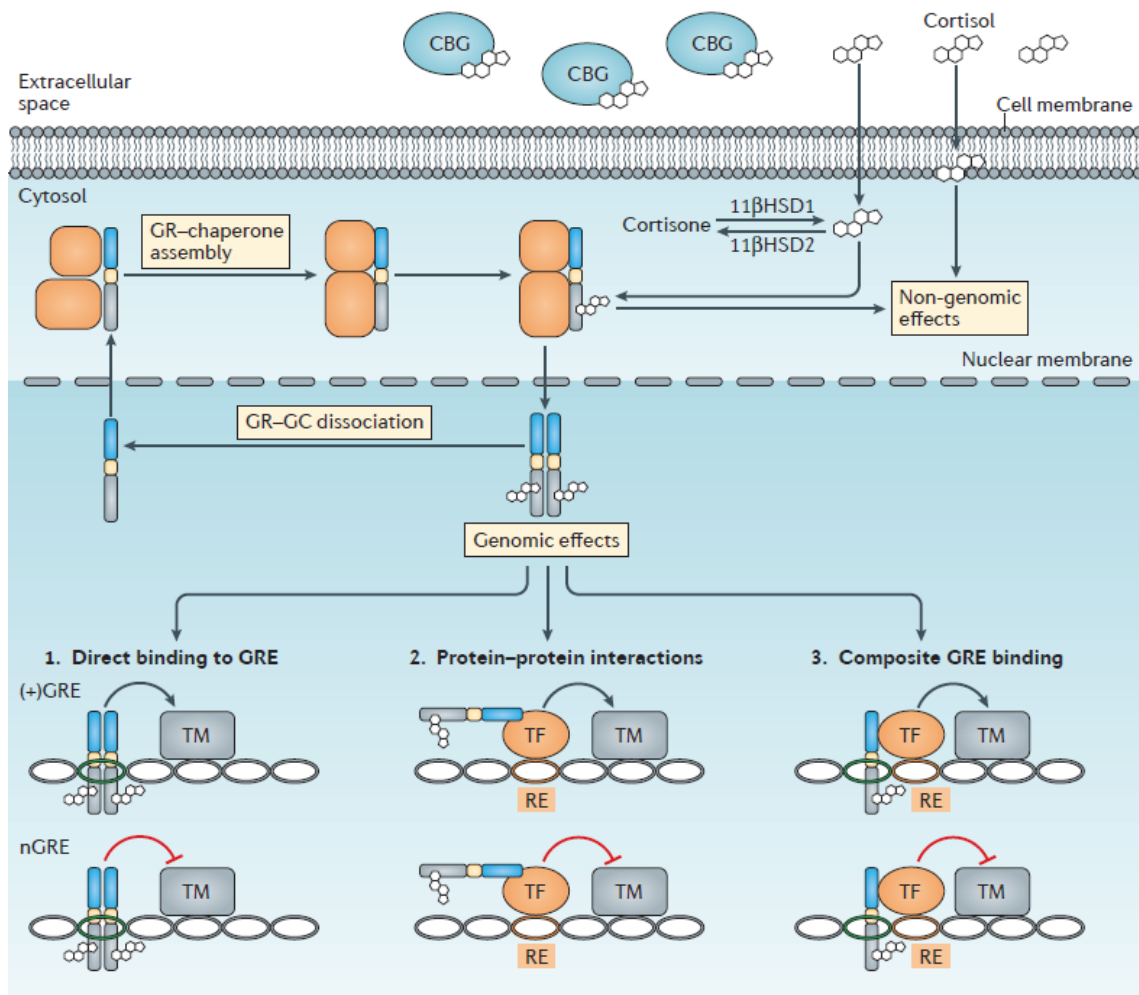 Cortisol
CBG
CBG
CBG
Extracellular
space
Cell membrane
Cytosol
GR–chaperone
assembly
Cortisone
11βHSD1
11βHSD2
Non-genomic
effects
Nuclear membrane
GR–GC dissociation
Genomic effects
1. Direct binding to GRE
2. Protein–protein interactions
3. Composite GRE binding
(+)GRE
TM
TF
TM
TF
TM
RE
RE
nGRE
TM
TF
TM
TF
TM
RE
RE